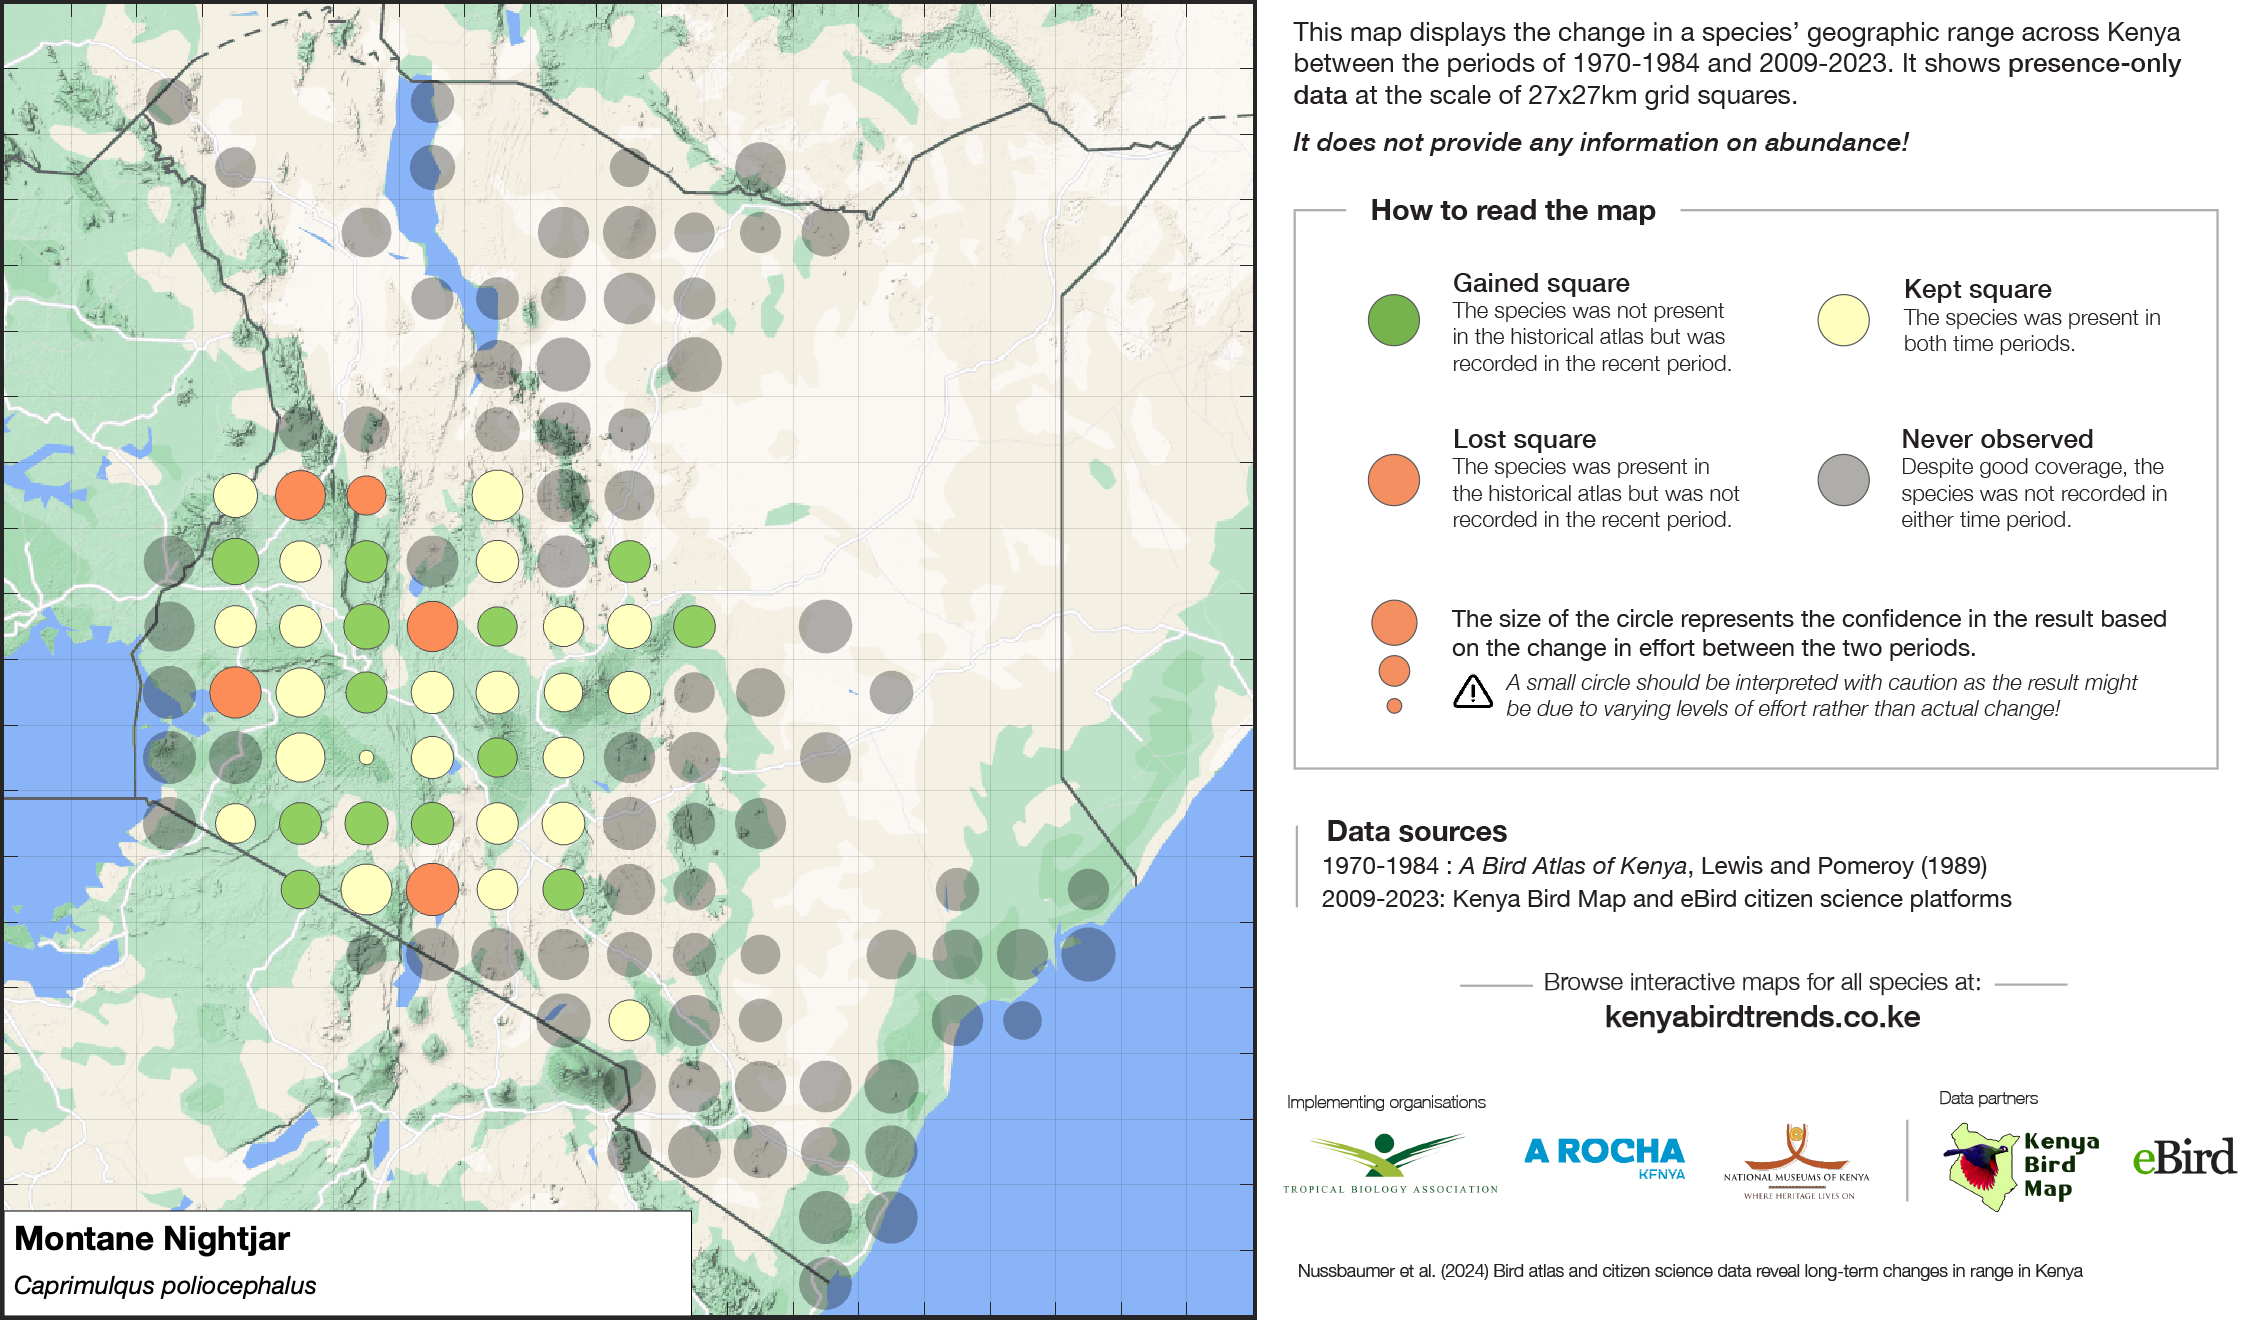 This map displays the change in a species’ geographic range across Kenya
between the periods of 1970-1984 and 2009-2023. It shows presence-only
data at the scale of 27x27km grid squares.
It does not provide any information on abundance!
How to read the map
Gained square
The species was not present
in the historical atlas but was
recorded in the recent period.
Kept square
The species was present in
both time periods.
Lost square
The species was present in
the historical atlas but was not
recorded in the recent period.
Never observed
Despite good coverage, the
species was not recorded in
either time period.
The size of the circle represents the confidence in the result based
on the change in effort between the two periods.
A small circle should be interpreted with caution as the result might
be due to varying levels of effort rather than actual change!
Data sources
1970-1984 : A Bird Atlas of Kenya, Lewis and Pomeroy (1989)
2009-2023: Kenya Bird Map and eBird citizen science platforms
Browse interactive maps for all species at:
kenyabirdtrends.co.ke
Implementing organisations
Data partners
TROPICAL BIOLOGY ASSOCIATION
A ROCHA
KENYA
NATIONAL MUSEUMS OF KENYA
WHERE HERITAGE LIVES ON
Kenya
Bird
Map
eBird
Montane Nightjar
Caprimulqus poliocephalus
Nussbaumer et al. (2024) Bird atlas and citizen science data reveal long-term changes in range in Kenya